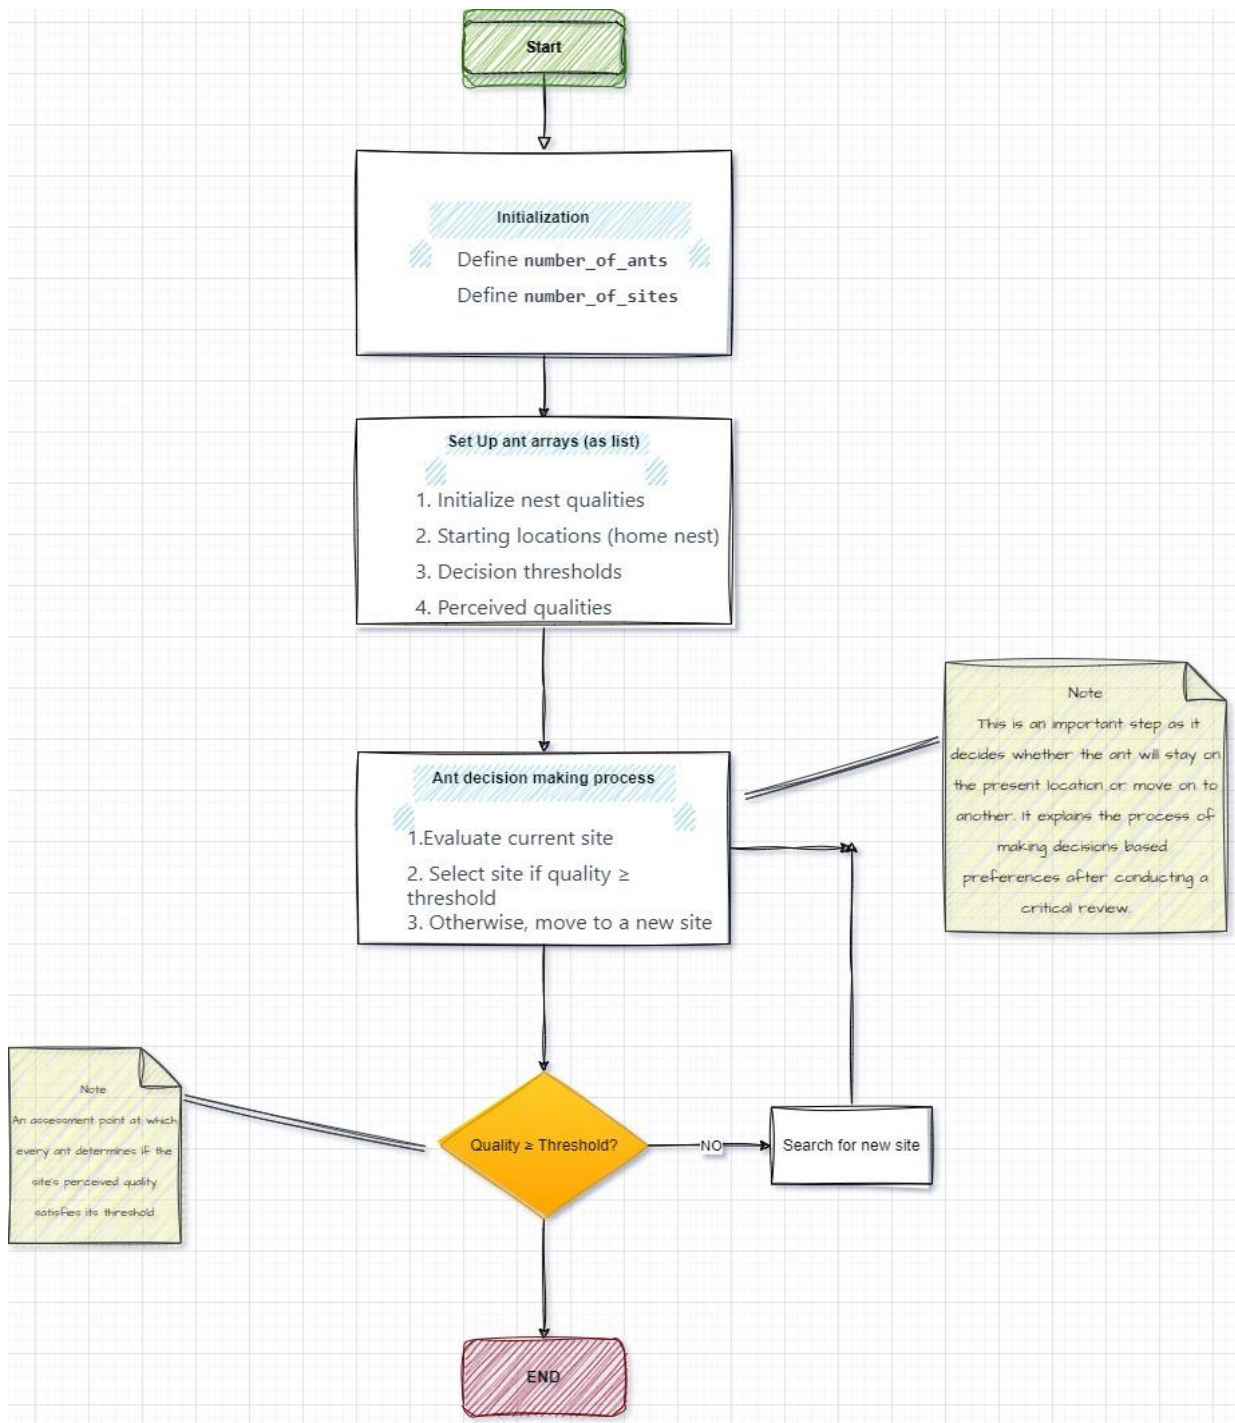 Start
Initialization
Define number_of_ants
Define number_of_sites
Set Up ant arrays (as list)
1. Initialize nest qualities
2. Starting locations (home nest)
3. Decision thresholds
4. Perceived qualities
Note
This is an important step as it
decides whether the ant will stay on
the present location or move on to
another. It explains the process of
making decisions based
preferences after conducting a
critical review.
Ant decision making process
1.Evaluate current site
2. Select site if quality ≥
threshold
3. Otherwise, move to a new site
Note
An assessment point at which
every ant determines if the
site's perceived quality
satisfies its threshold
Quality ≥ Threshold?
NO
Search for new site
END